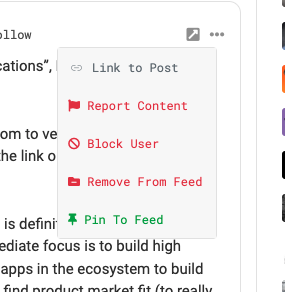 ollow
cations“,
Link to Post
Report Content
Block User
om to ve
the link o
Remove From Feed
Pin To Feed
is definit
ediate focus is to build high
apps in the ecosystem to build
find product market fit (to really